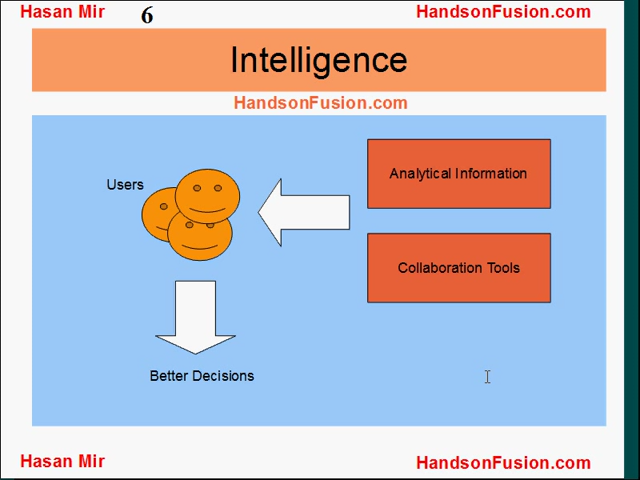 Hasan Mir
6
HandsonFusion.com
Intelligence
HandsonFusion.com
Users
Analytical Information
Collaboration Tools
Better Decisions
Hasan Mir
HandsonFusion.com